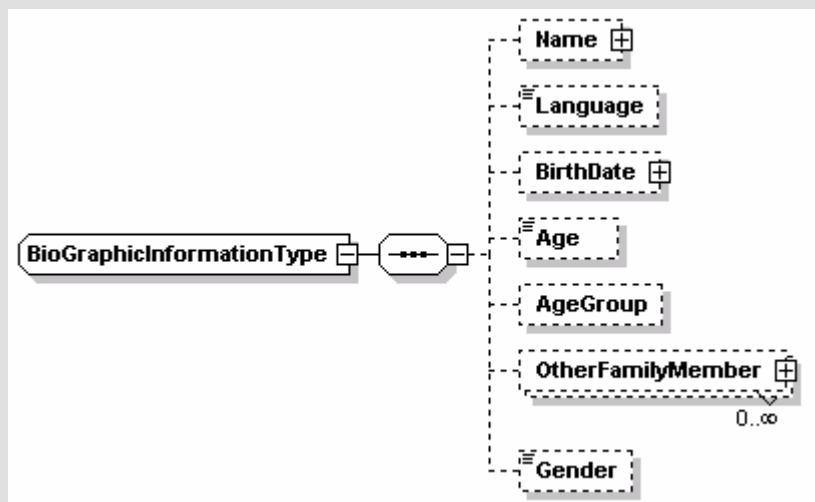 Name
Language
BirthDate
Age
BioGraphicInformationType
AgeGroup
OtherFamilyMember
0..∞
Gender